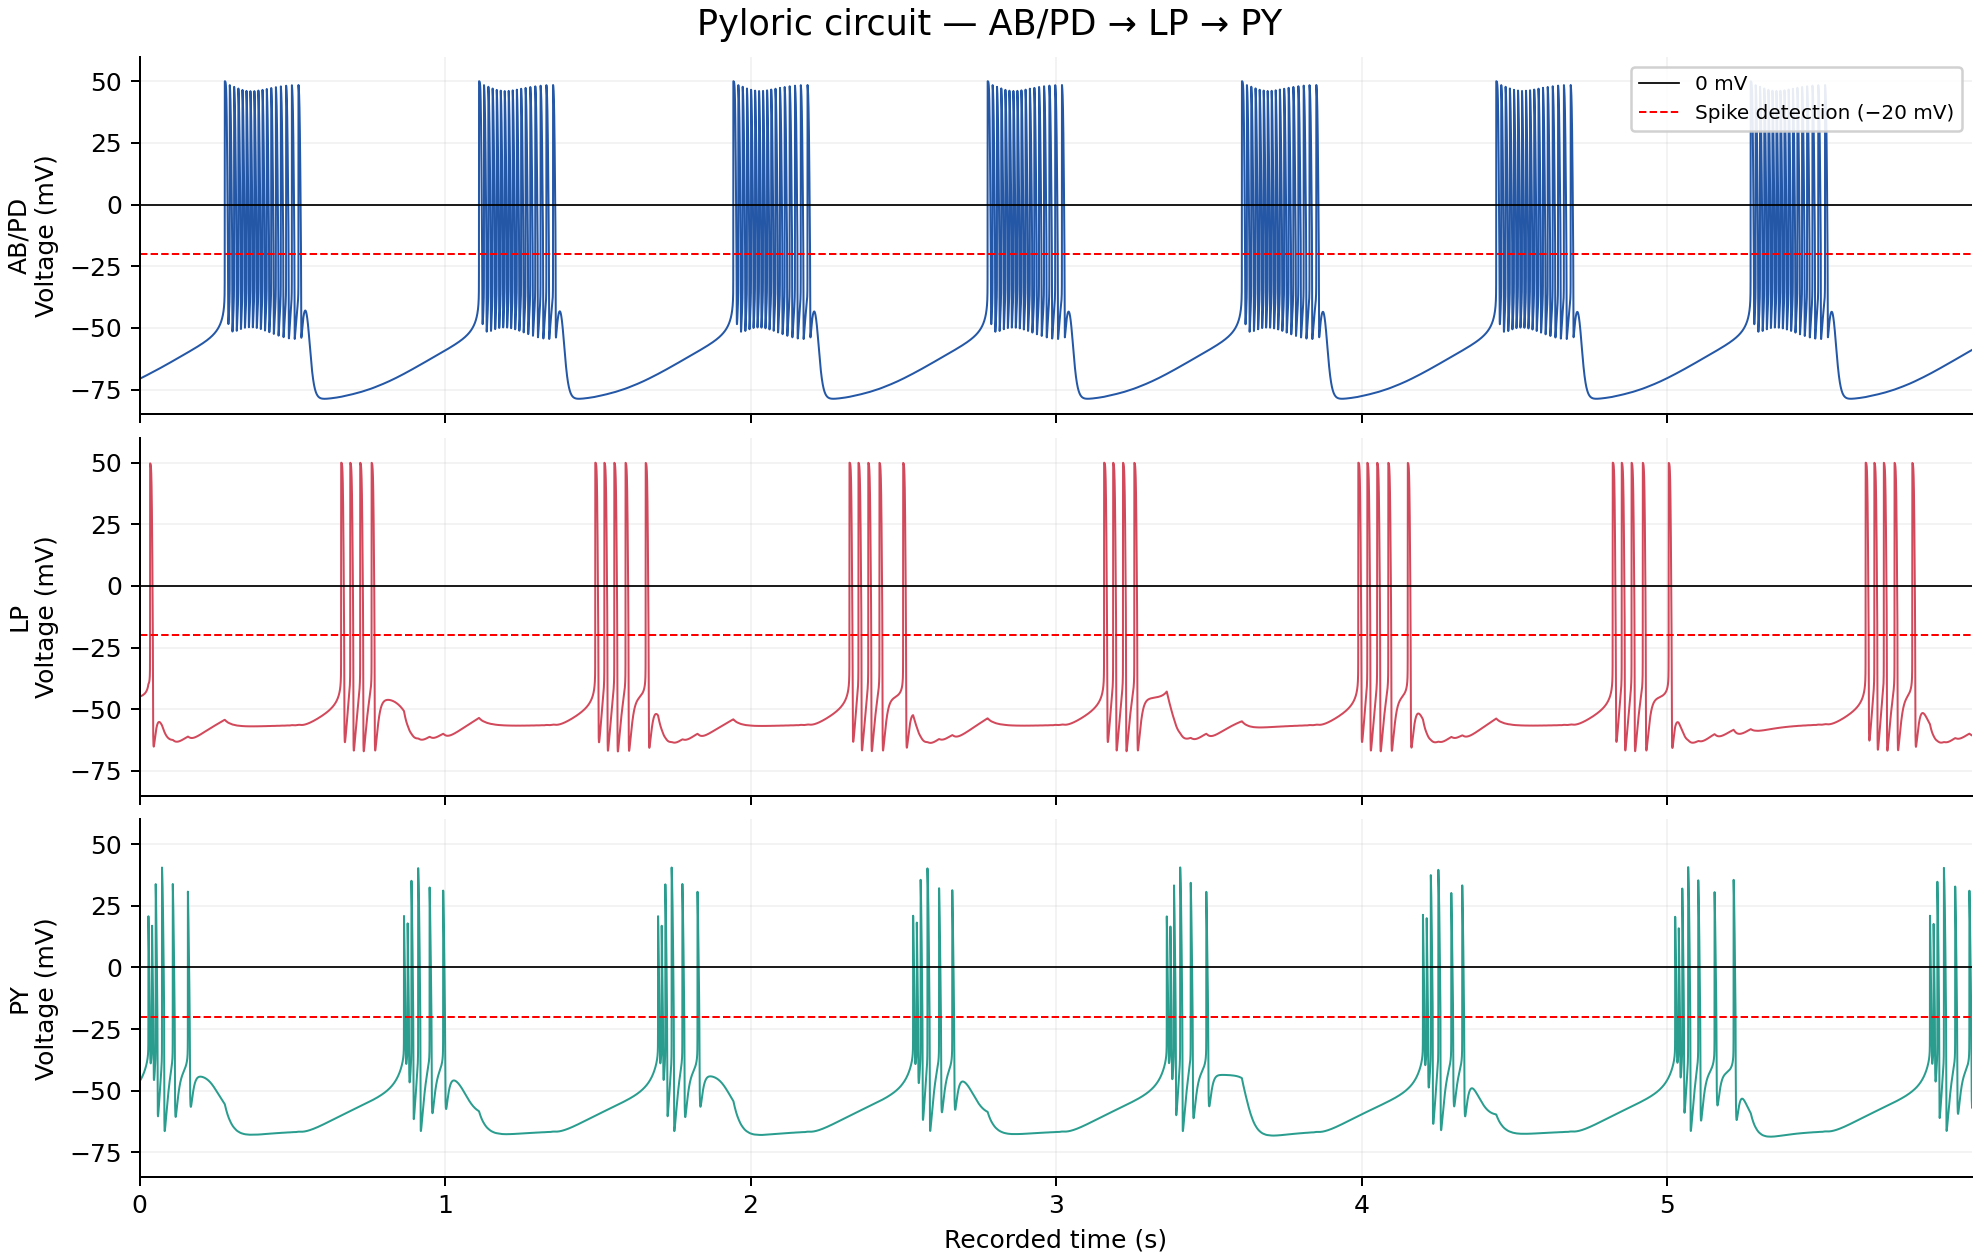 Pyloric circuit — AB/PD → LP → PY
AB/PD
Voltage (mV)
50
25
0
−25
−50
−75
0 mV
Spike detection (−20 mV)
LP
Voltage (mV)
50
25
0
−25
−50
−75
PY
Voltage (mV)
50
25
0
−25
−50
−75
0 1 2 3 4 5
Recorded time (s)